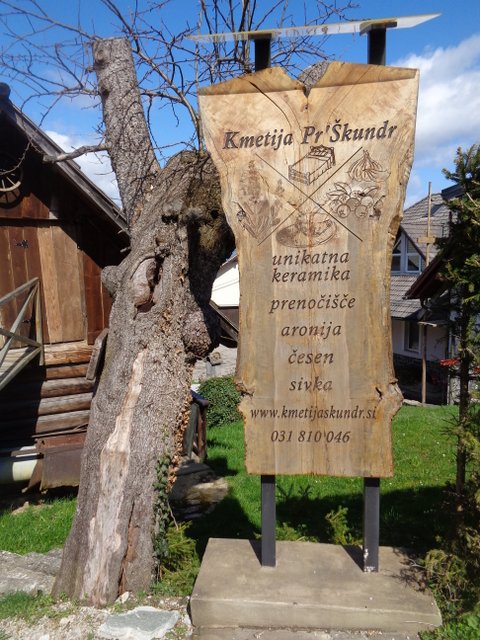 Kmetija Pr'Škundr
unikatna
keramika
prenočišče
aronija
česen
sivka
www.kmetijaskundr.si
031 810 046